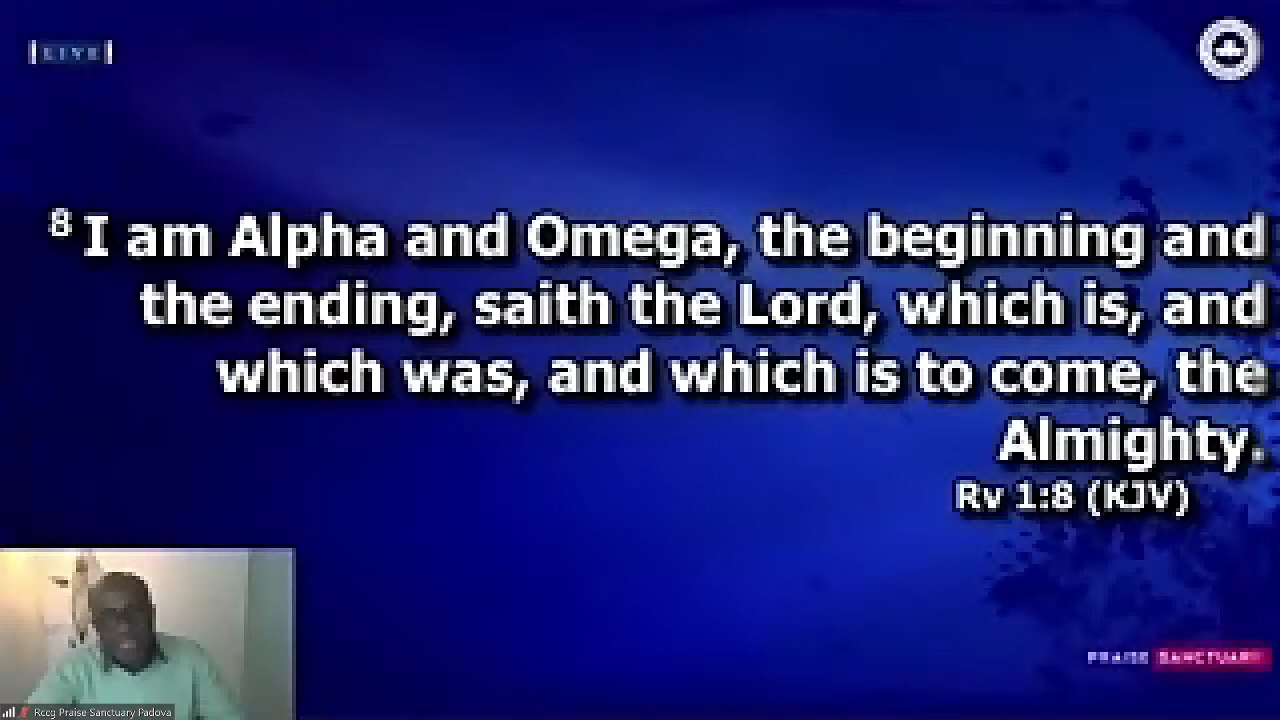 LIVE
8 I am Alpha and Omega, the beginning and
the ending, saith the Lord, which is, and
which was, and which is to come, the
Almighty.
Rv 1:8 (KJV)
PRAISE SANCTUARY
Rccg Praise Sanctuary Padova